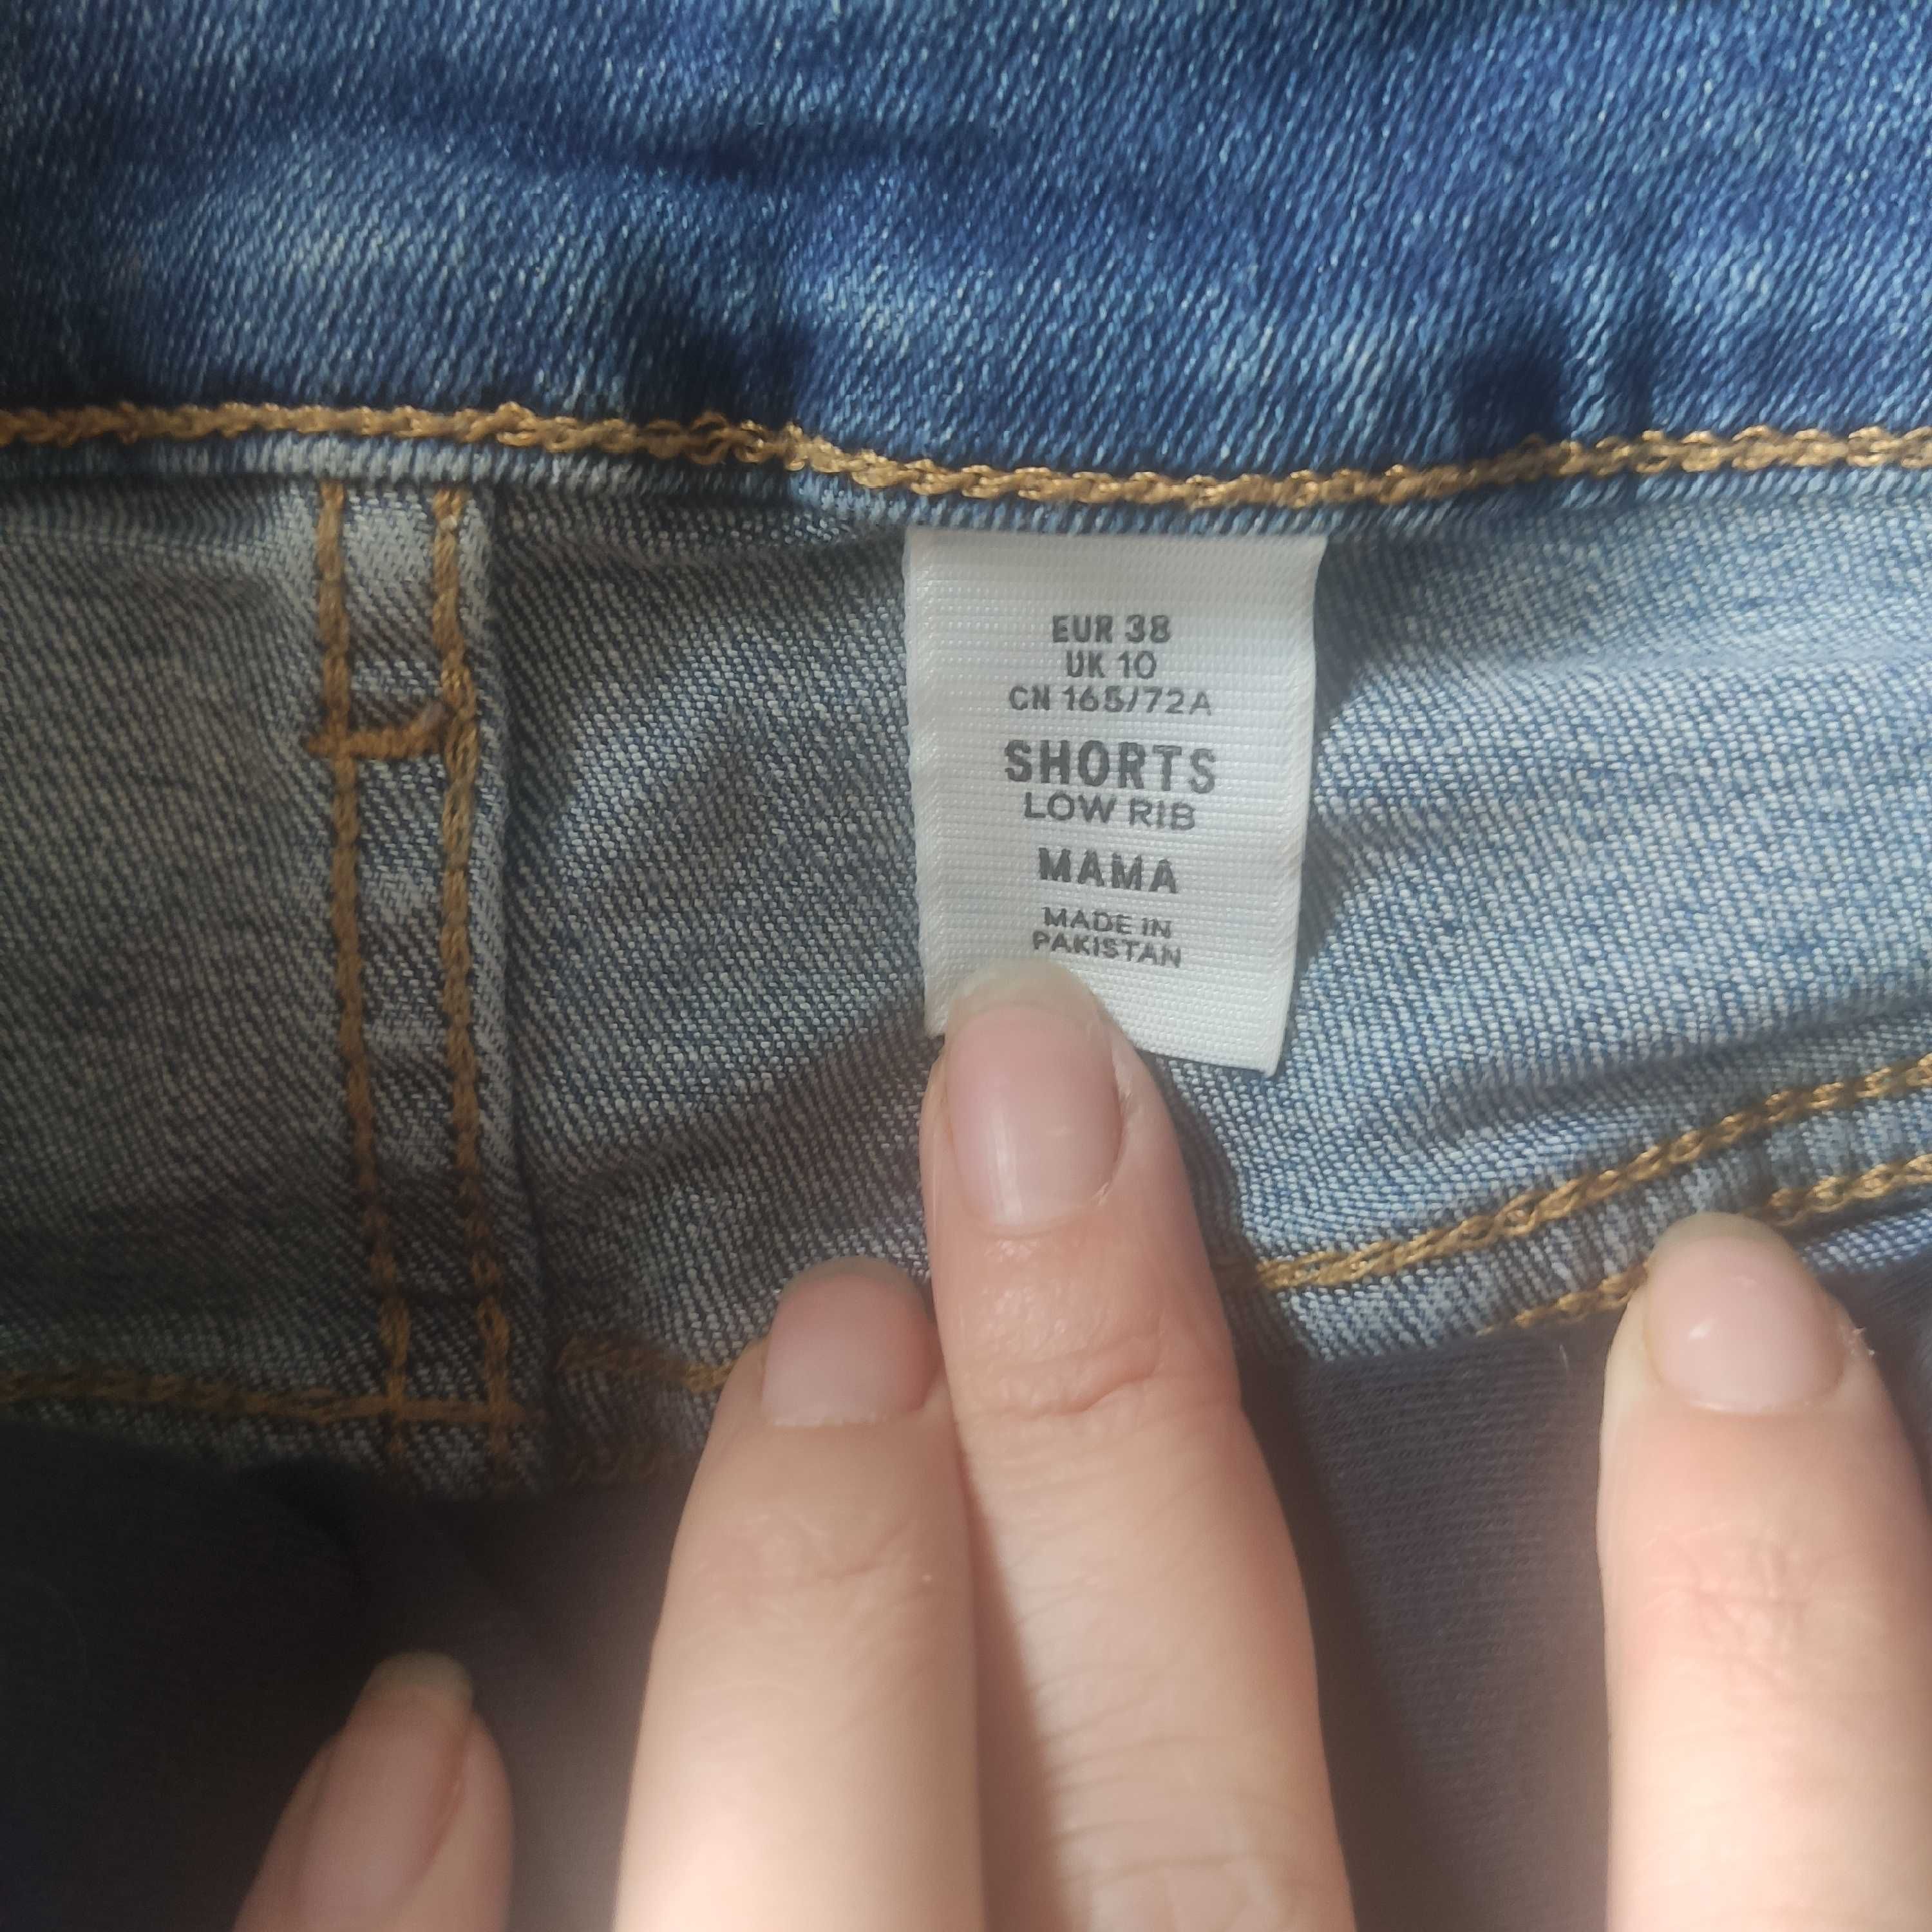 EUR 38
UK 10
CN 165/72A
SHORTS
LOW RIB
MAMA
MADE IN
PAKISTAN